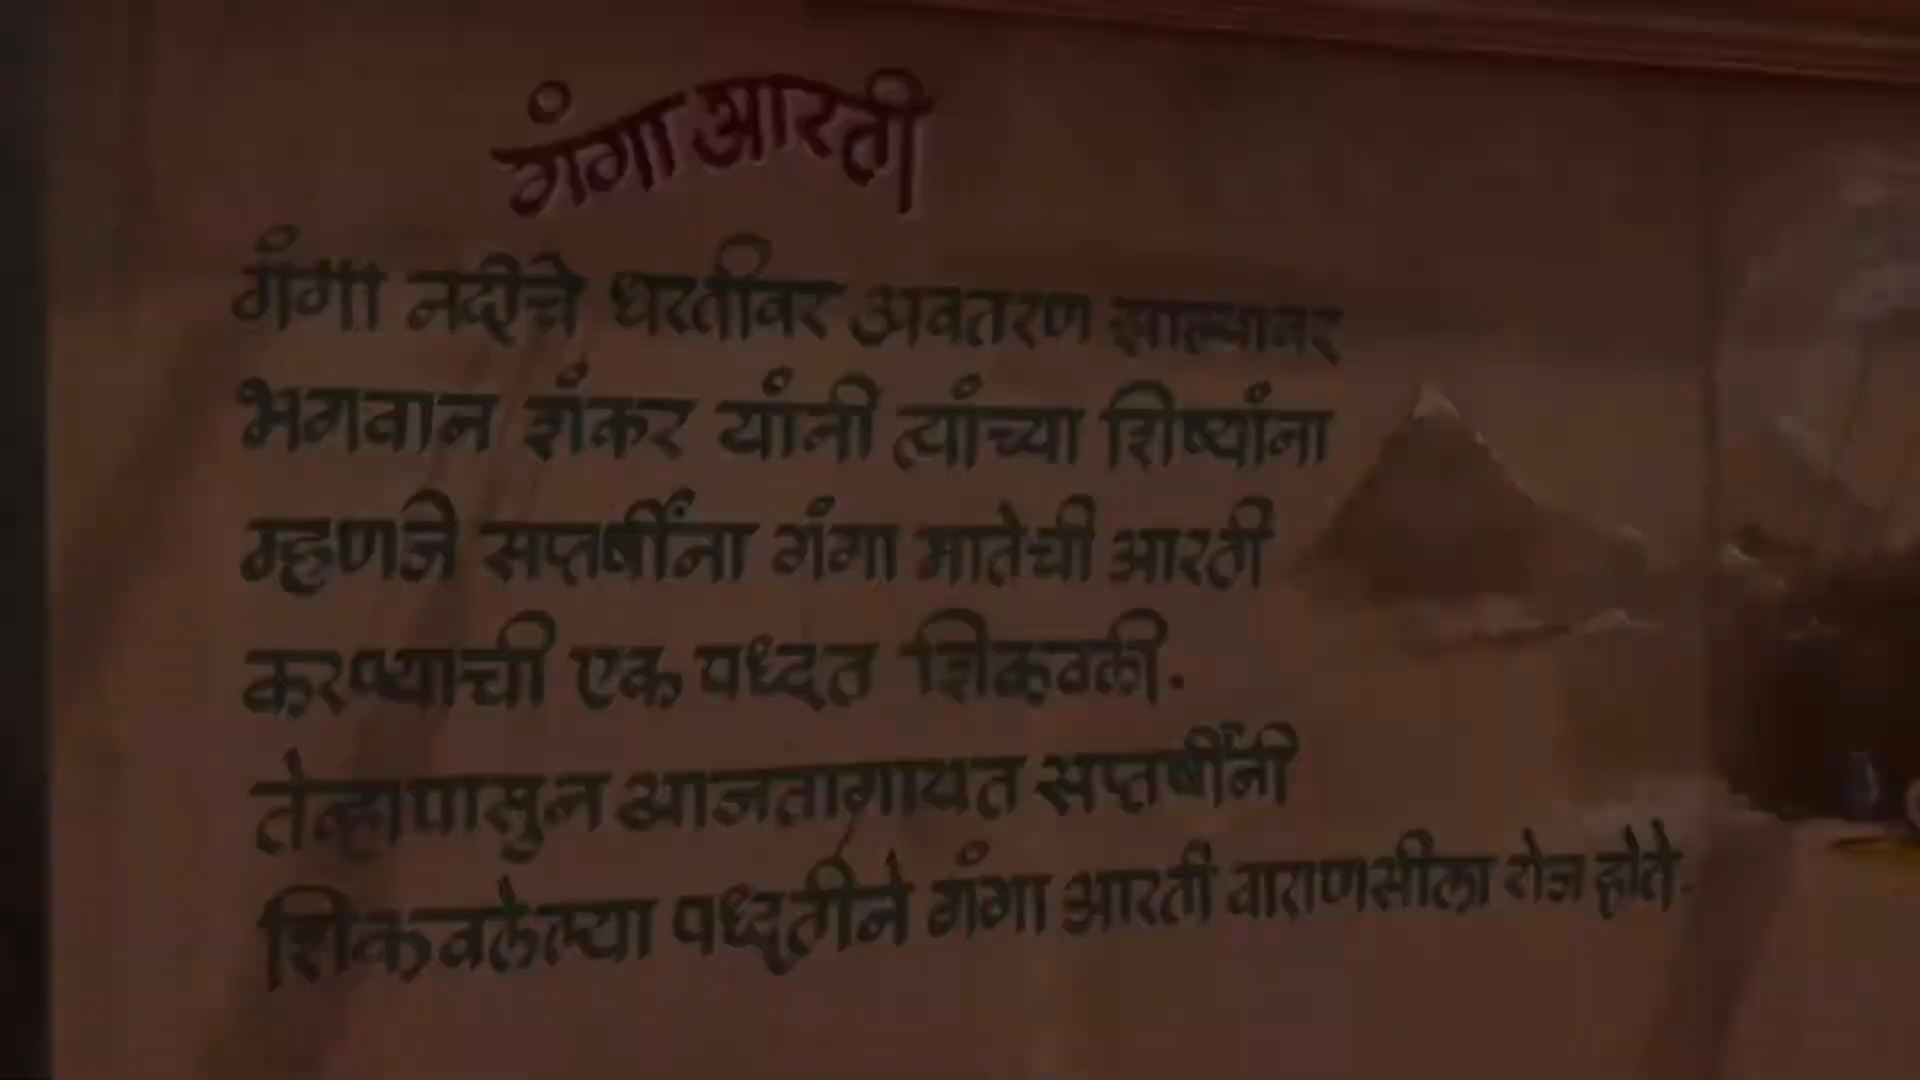 गंगा आरती
गंगा नदीचे धरतीवर अवतरण झाल्यावर
भगवान शंकर यांनी त्यांच्या शिष्यांना
म्हणजे सप्तर्षींना गंगा मातेची आरती
करण्याची एक पध्दत शिकवली.
तेव्हापासुन आजतागायत सप्तर्षींनी
शिकवलेल्या पध्दतीने गंगा आरती वाराणसीला रोज होते.